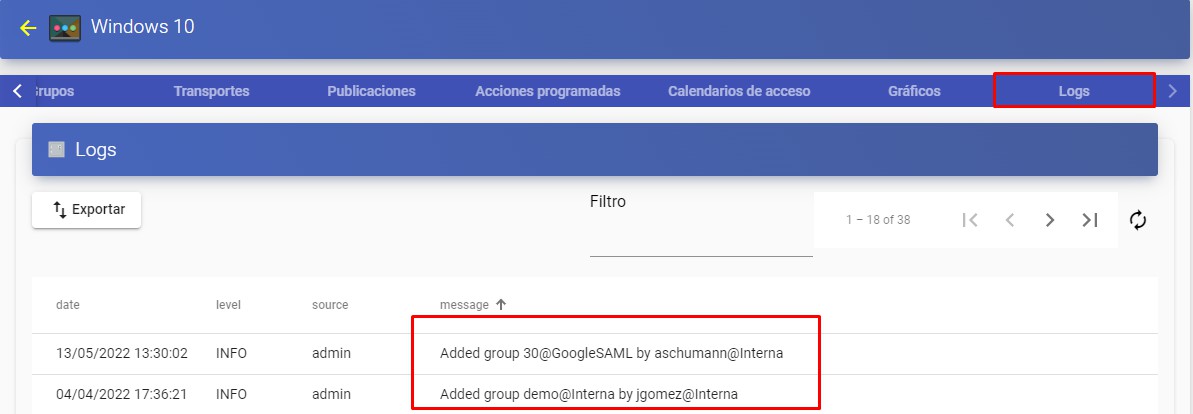 Windows 10
Grupos Transportes Publicaciones Acciones programadas Calendarios de acceso Gráficos Logs
Logs
Exportar
Filtro
1 – 18 of 38
date level source message
13/05/2022 13:30:02 INFO admin Added group 30@GoogleSAML by aschumann@Interna
04/04/2022 17:36:21 INFO admin Added group demo@Interna by jgomez@Interna